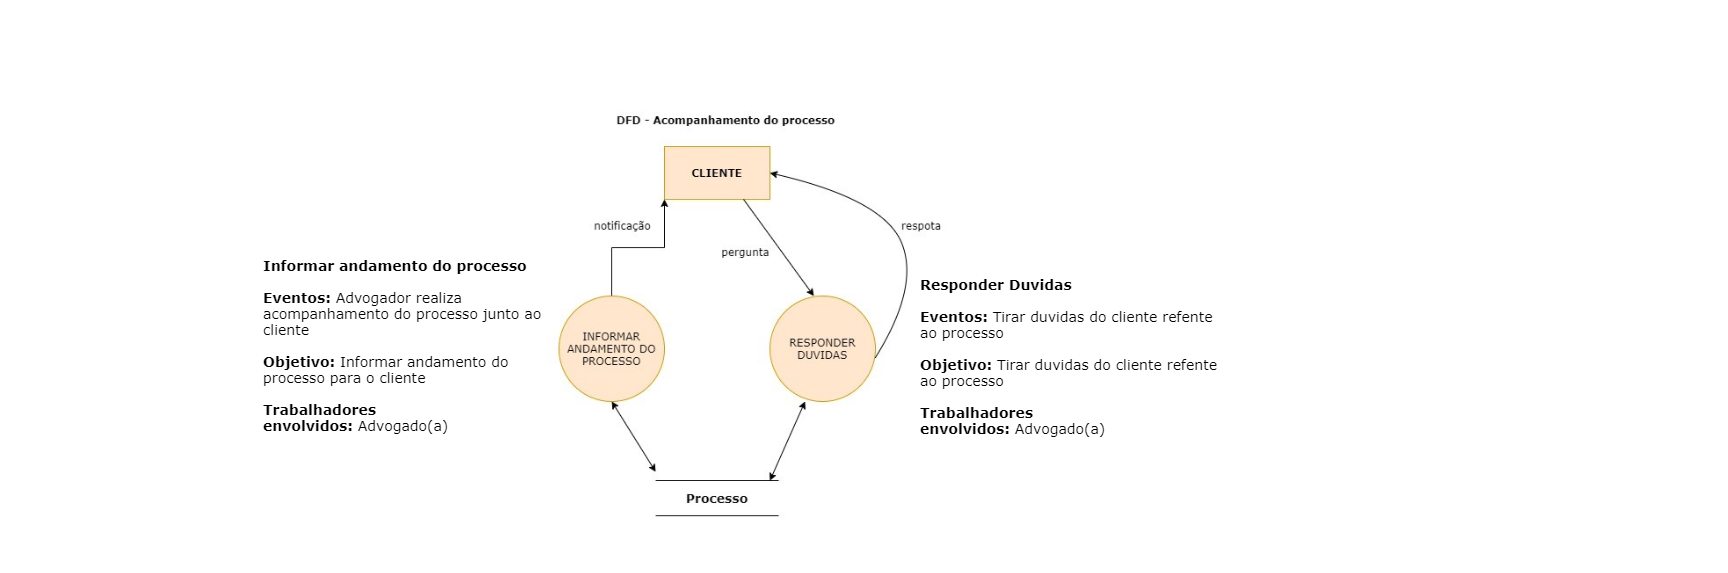 DFD - Acompanhamento do processo
CLIENTE
notificação
respota
pergunta
Informar andamento do processo
Eventos: Advogador realiza
acompanhamento do processo junto ao
cliente
Objetivo: Informar andamento do
processo para o cliente
Trabalhadores
envolvidos: Advogado(a)
INFORMAR
ANDAMENTO DO
PROCESSO
RESPONDER
DUVIDAS
Responder Duvidas
Eventos: Tirar duvidas do cliente refente
ao processo
Objetivo: Tirar duvidas do cliente refente
ao processo
Trabalhadores
envolvidos: Advogado(a)
Processo